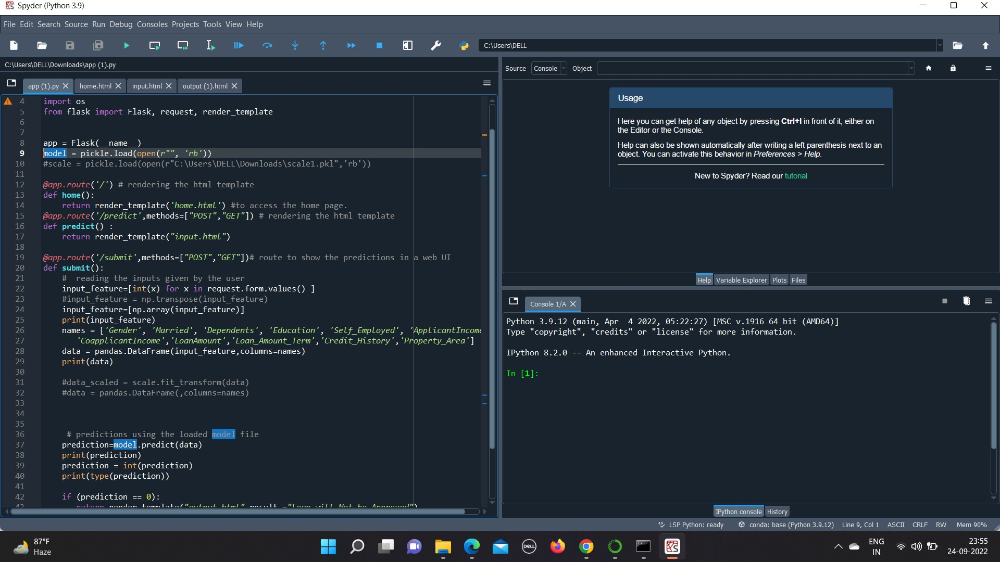 Spyder (Python 3.9)
File Edit Search Source Run Debug Consoles Projects Tools View Help
C:\Users\DELL
C:\Users\DELL\Downloads\app (1).py
app (1).py
home.html
input.html
output (1).html
4 import os
5 from flask import Flask, request, render_template
6
7
8 app = Flask(__name__)
9 model = pickle.load(open(r"", 'rb'))
10 #scale = pickle.load(open(r"C:\Users\DELL\Downloads\scale1.pkl",'rb'))
11
12 @app.route('/') # rendering the html template
13 def home():
14 return render_template('home.html') #to access the home page.
15 @app.route('/predict',methods=["POST","GET"]) # rendering the html template
16 def predict() :
17 return render_template("input.html")
18
19 @app.route('/submit',methods=["POST","GET"])# route to show the predictions in a web UI
20 def submit():
21 #  reading the inputs given by the user
22 input_feature=[int(x) for x in request.form.values() ]
23 #input_feature = np.transpose(input_feature)
24 input_feature=[np.array(input_feature)]
25 print(input_feature)
26 names = ['Gender', 'Married', 'Dependents', 'Education', 'Self_Employed', 'ApplicantIncome
27 'CoapplicantIncome','LoanAmount','Loan_Amount_Term','Credit_History','Property_Area']
28 data = pandas.DataFrame(input_feature,columns=names)
29 print(data)
30
31 #data_scaled = scale.fit_transform(data)
32 #data = pandas.DataFrame(,columns=names)
33
34
35
36 # predictions using the loaded model file
37 prediction=model.predict(data)
38 print(prediction)
39 prediction = int(prediction)
40 print(type(prediction))
41
42 if (prediction == 0):
43 return render_template("output.html",result ="Loan will Not be Approved")
Source Console Object
Usage
Here you can get help of any object by pressing Ctrl+I in front of it, either on
the Editor or the Console.
Help can also be shown automatically after writing a left parenthesis next to an
object. You can activate this behavior in Preferences > Help.
New to Spyder? Read our tutorial
Help Variable Explorer Plots Files
Console 1/A
Python 3.9.12 (main, Apr  4 2022, 05:22:27) [MSC v.1916 64 bit (AMD64)]
Type "copyright", "credits" or "license" for more information.
IPython 8.2.0 -- An enhanced Interactive Python.
In [1]:
IPython console History
LSP Python: ready conda: base (Python 3.9.12) Line 9, Col 1 ASCII CRLF RW Mem 90%
87°F
Haze
DELL
ENG
IN
23:55
24-09-2022